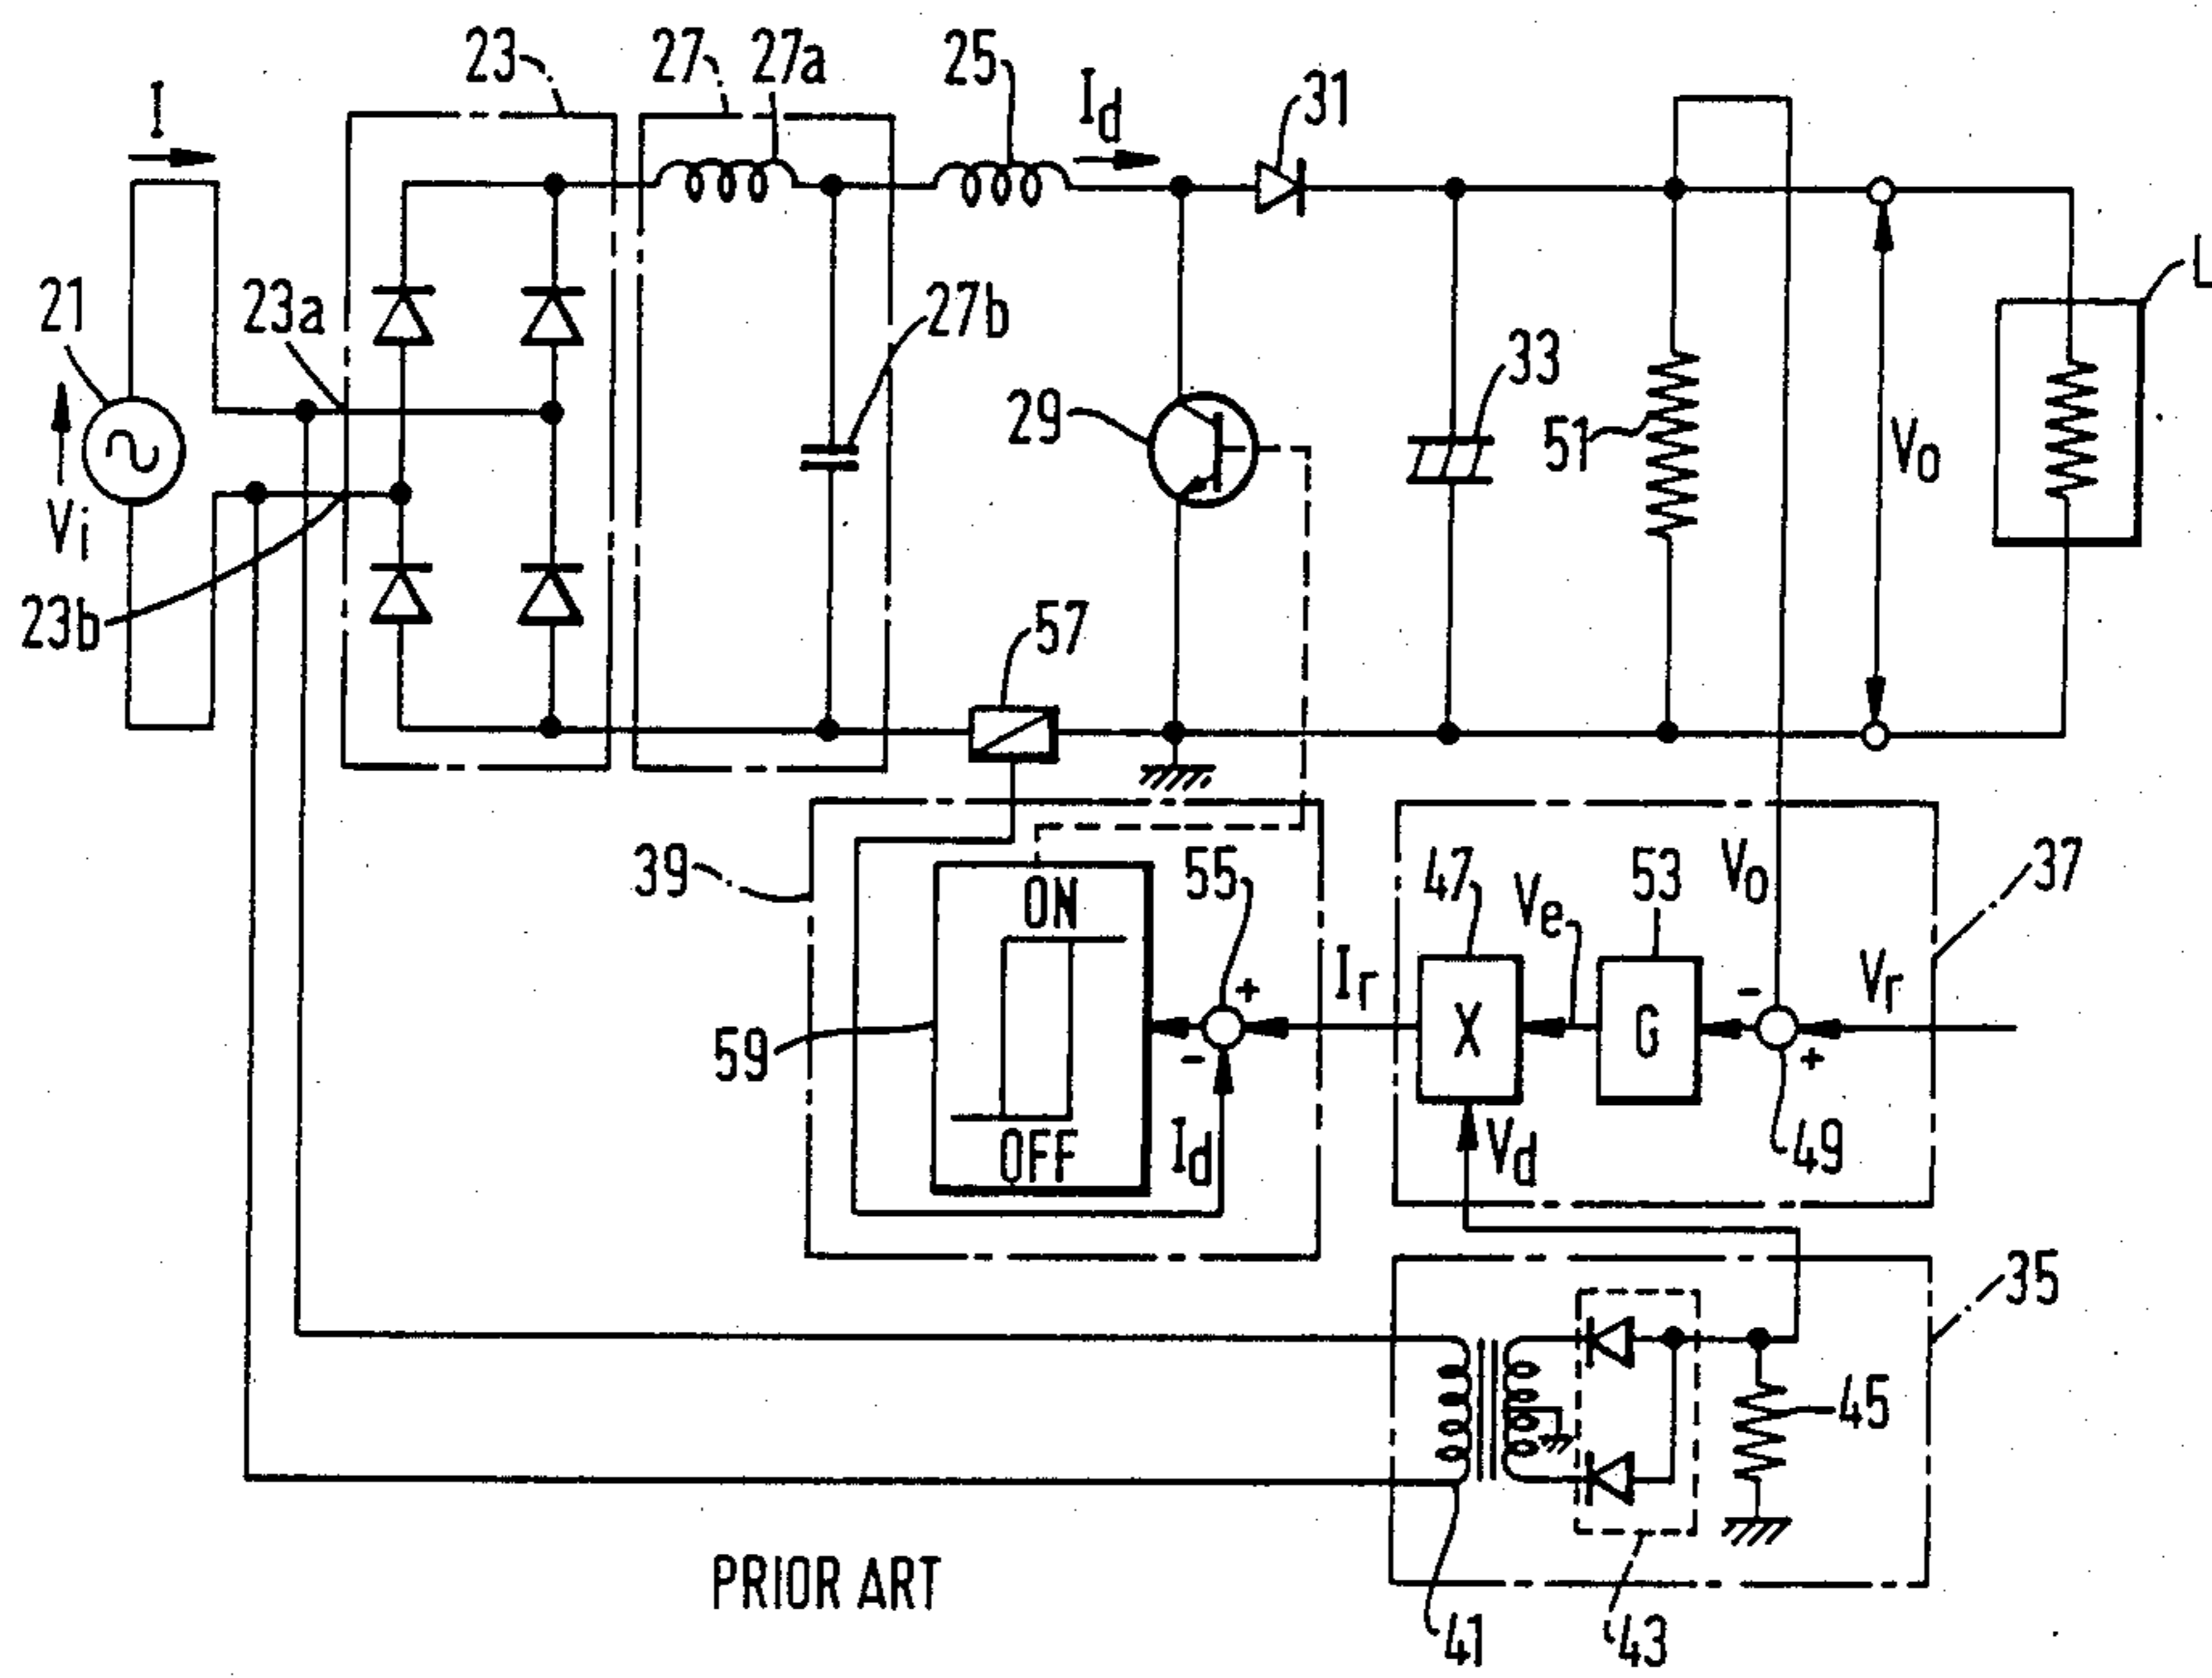 23
27
27a
25
Id
31
I
21
23a
27b
29
33
51
Vo
L
Vi
23b
57
39
ON
55
47
Ve
53
Vo
37
Ir
Vr
59
X
G
+
-
-
+
OFF
Id
Vd
49
35
45
PRIOR ART
41
43